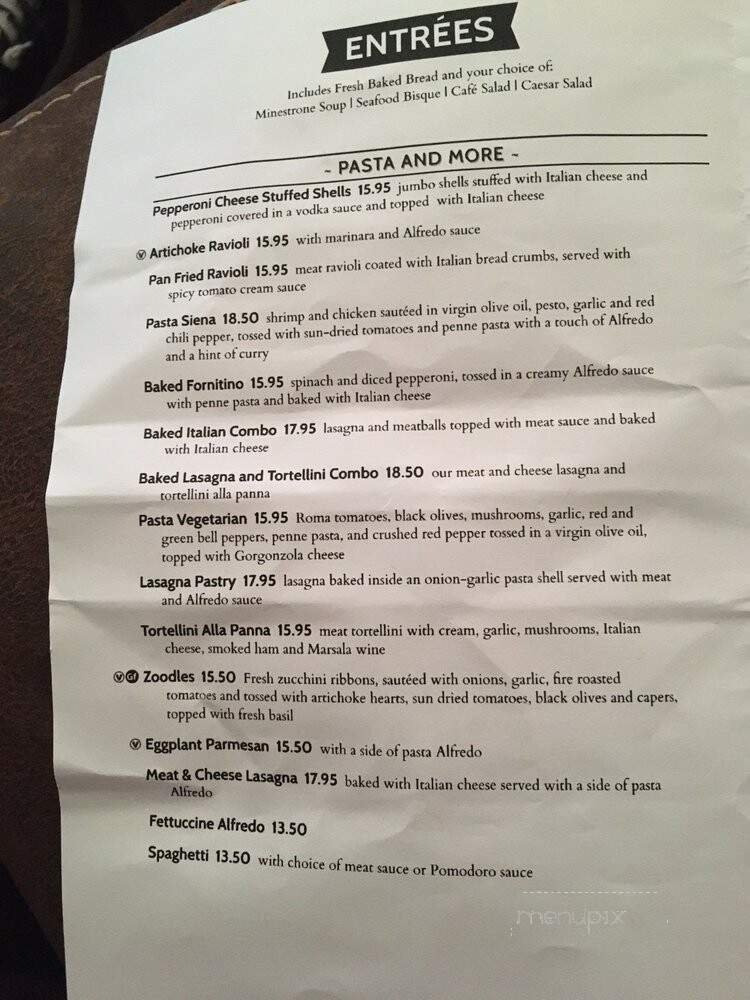 ENTRÉES
Includes Fresh Baked Bread and your choice of:
Minestrone Soup | Seafood Bisque | Café Salad | Caesar Salad
~ PASTA AND MORE ~
Pepperoni Cheese Stuffed Shells 15.95 jumbo shells stuffed with Italian cheese and
pepperoni covered in a vodka sauce and topped with Italian cheese
Ⓥ Artichoke Ravioli 15.95 with marinara and Alfredo sauce
Pan Fried Ravioli 15.95 meat ravioli coated with Italian bread crumbs, served with
spicy tomato cream sauce
Pasta Siena 18.50 shrimp and chicken sautéed in virgin olive oil, pesto, garlic and red
chili pepper, tossed with sun-dried tomatoes and penne pasta with a touch of Alfredo
and a hint of curry
Baked Fornitino 15.95 spinach and diced pepperoni, tossed in a creamy Alfredo sauce
with penne pasta and baked with Italian cheese
Baked Italian Combo 17.95 lasagna and meatballs topped with meat sauce and baked
with Italian cheese
Baked Lasagna and Tortellini Combo 18.50 our meat and cheese lasagna and
tortellini alla panna
Pasta Vegetarian 15.95 Roma tomatoes, black olives, mushrooms, garlic, red and
green bell peppers, penne pasta, and crushed red pepper tossed in a virgin olive oil,
topped with Gorgonzola cheese
Lasagna Pastry 17.95 lasagna baked inside an onion-garlic pasta shell served with meat
and Alfredo sauce
Tortellini Alla Panna 15.95 meat tortellini with cream, garlic, mushrooms, Italian
cheese, smoked ham and Marsala wine
Ⓥ GF Zoodles 15.50 Fresh zucchini ribbons, sautéed with onions, garlic, fire roasted
tomatoes and tossed with artichoke hearts, sun dried tomatoes, black olives and capers,
topped with fresh basil
Ⓥ Eggplant Parmesan 15.50 with a side of pasta Alfredo
Meat & Cheese Lasagna 17.95 baked with Italian cheese served with a side of pasta
Alfredo
Fettuccine Alfredo 13.50
Spaghetti 13.50 with choice of meat sauce or Pomodoro sauce
menupix